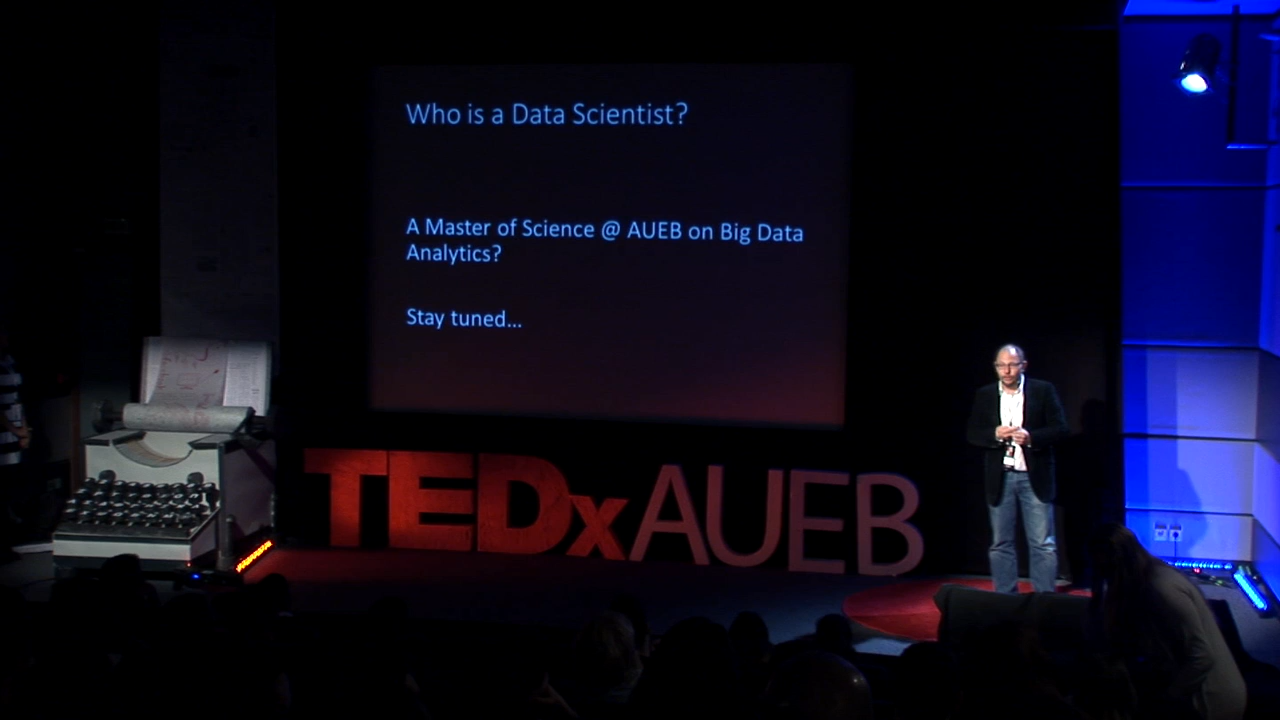 Who is a Data Scientist?
A Master of Science @ AUEB on Big Data
Analytics?
Stay tuned...
TEDxAUEB